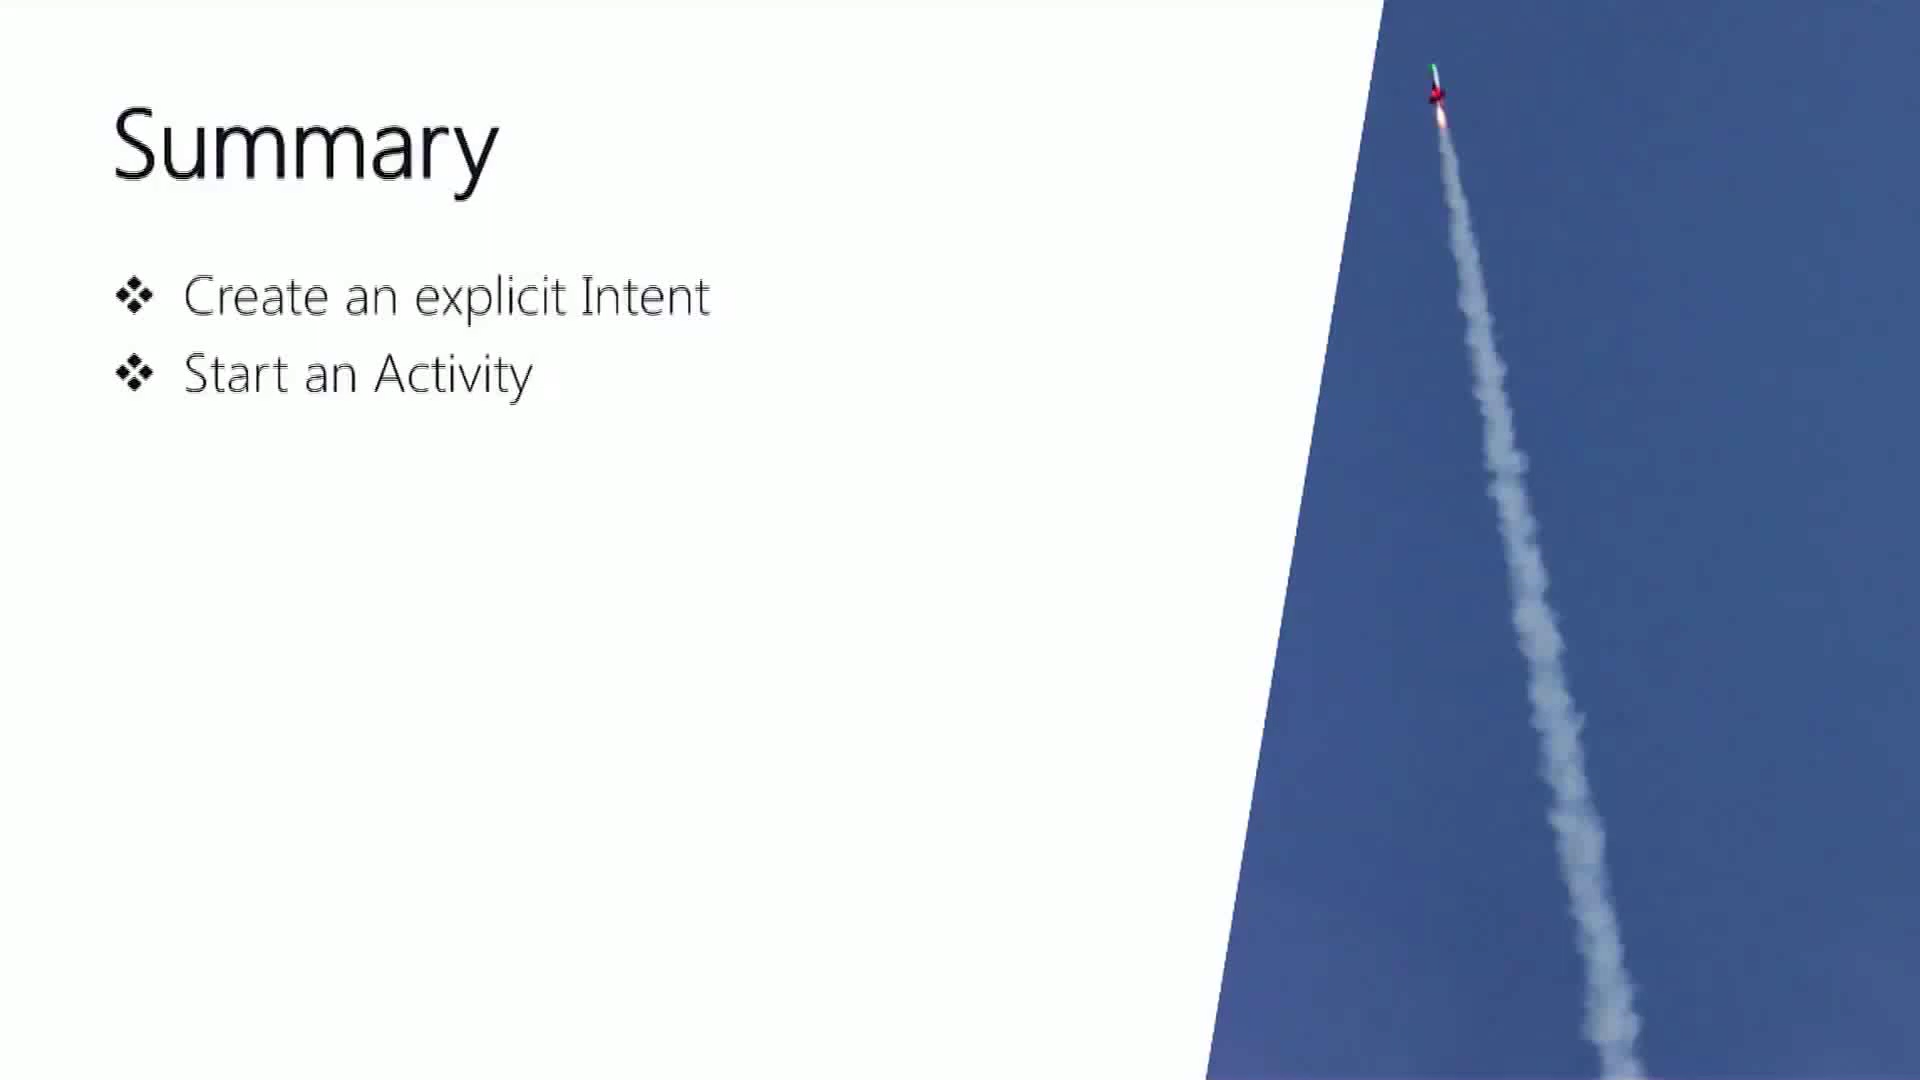 Summary
❖ Create an explicit Intent
❖ Start an Activity